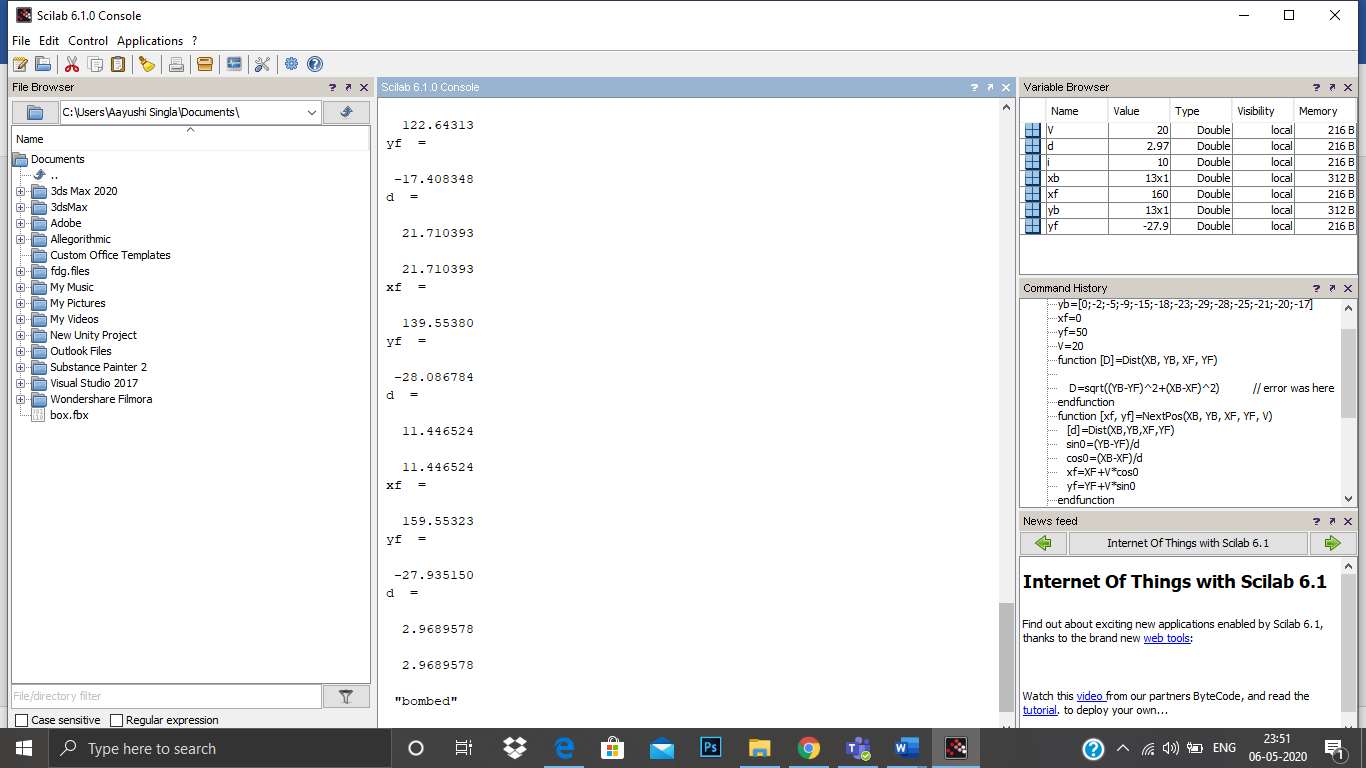 Scilab 6.1.0 Console
File Edit Control Applications ?
File Browser ? ↗ ✕
C:\Users\Aayushi Singla\Documents\
Name
Documents
..
3ds Max 2020
3dsMax
Adobe
Allegorithmic
Custom Office Templates
fdg.files
My Music
My Pictures
My Videos
New Unity Project
Outlook Files
Substance Painter 2
Visual Studio 2017
Wondershare Filmora
box.fbx
File/directory filter
Case sensitive Regular expression
Scilab 6.1.0 Console ?
122.64313
yf =
-17.408348
d =
21.710393
21.710393
xf =
139.55380
yf =
-28.086784
d =
11.446524
11.446524
xf =
159.55323
yf =
-27.935150
d =
2.9689578
2.9689578
"bombed"
Variable Browser ?
Name Value Type Visibility Memory
V 20 Double local 216 B
d 2.97 Double local 216 B
i 10 Double local 216 B
xb 13x1 Double local 312 B
xf 160 Double local 216 B
yb 13x1 Double local 312 B
yf -27.9 Double local 216 B
Command History ?
yb=[0;-2;-5;-9;-15;-18;-23;-29;-28;-25;-21;-20;-17]
xf=0
yf=50
V=20
function [D]=Dist(XB, YB, XF, YF)
D=sqrt((YB-YF)^2+(XB-XF)^2) // error was here
endfunction
function [xf, yf]=NextPos(XB, YB, XF, YF, V)
[d]=Dist(XB,YB,XF,YF)
sin0=(YB-YF)/d
cos0=(XB-XF)/d
xf=XF+V*cos0
yf=YF+V*sin0
endfunction
News feed ?
Internet Of Things with Scilab 6.1
Internet Of Things with Scilab 6.1
Find out about exciting new applications enabled by Scilab 6.1,
thanks to the brand new web tools:
Watch this video from our partners ByteCode, and read the
tutorial. to deploy your own...
Type here to search
Ps
ENG
23:51
06-05-2020
1